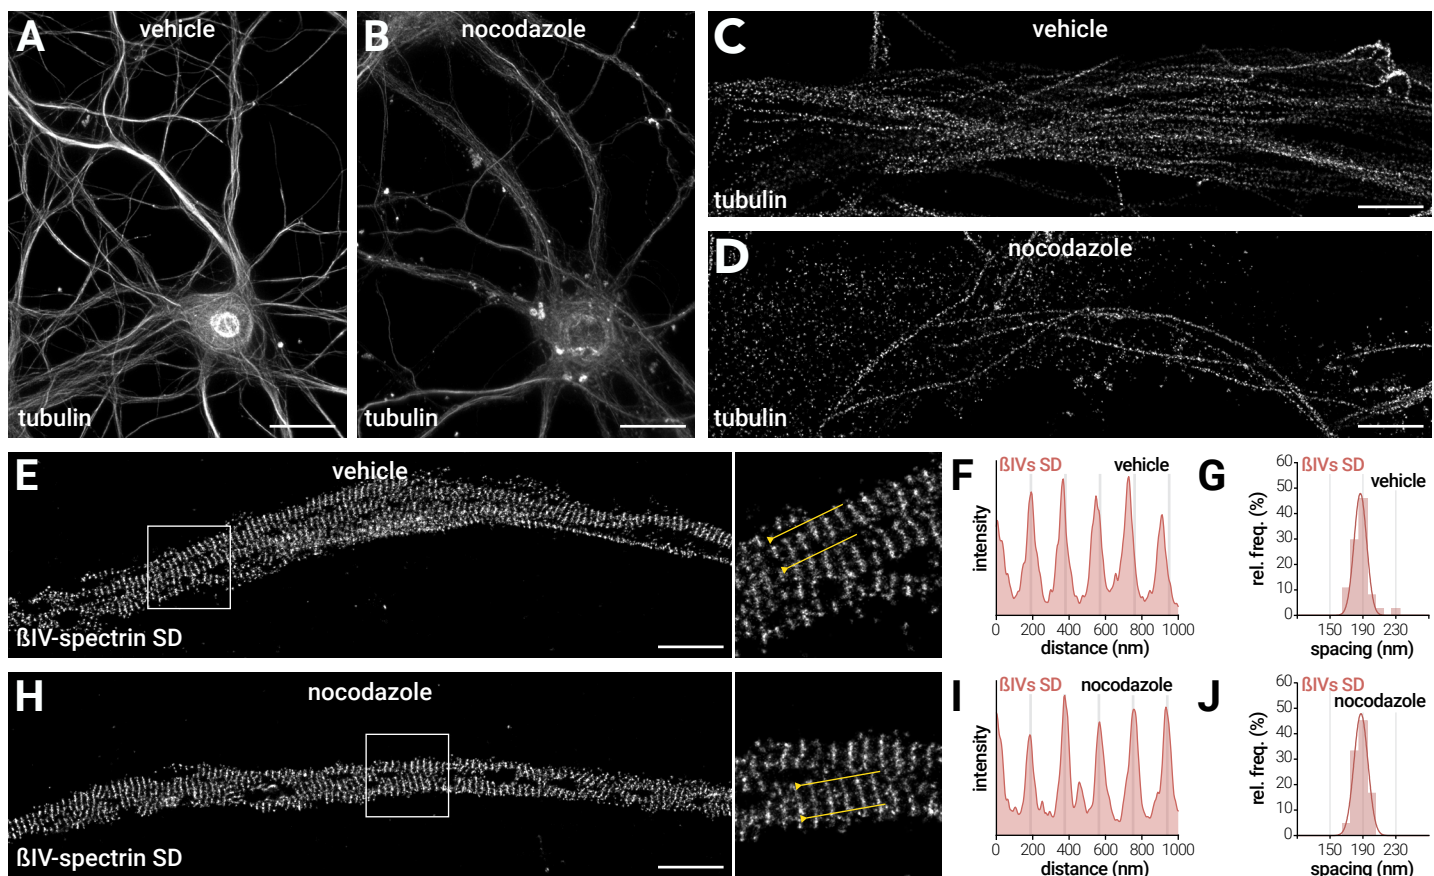 A
vehicle
tubulin
B
nocodazole
tubulin
C
vehicle
tubulin
D
nocodazole
tubulin
E
vehicle
ßIV-spectrin SD
F
ßIVs SD
vehicle
intensity
0 200 400 600 800 1000
distance (nm)
G
ßIVs SD
vehicle
rel. freq. (%)
60
50
40
30
20
10
0
150 190 230
spacing (nm)
H
nocodazole
ßIV-spectrin SD
I
ßIVs SD
nocodazole
intensity
0 200 400 600 800 1000
distance (nm)
J
ßIVs SD
nocodazole
rel. freq. (%)
60
50
40
30
20
10
0
150 190 230
spacing (nm)